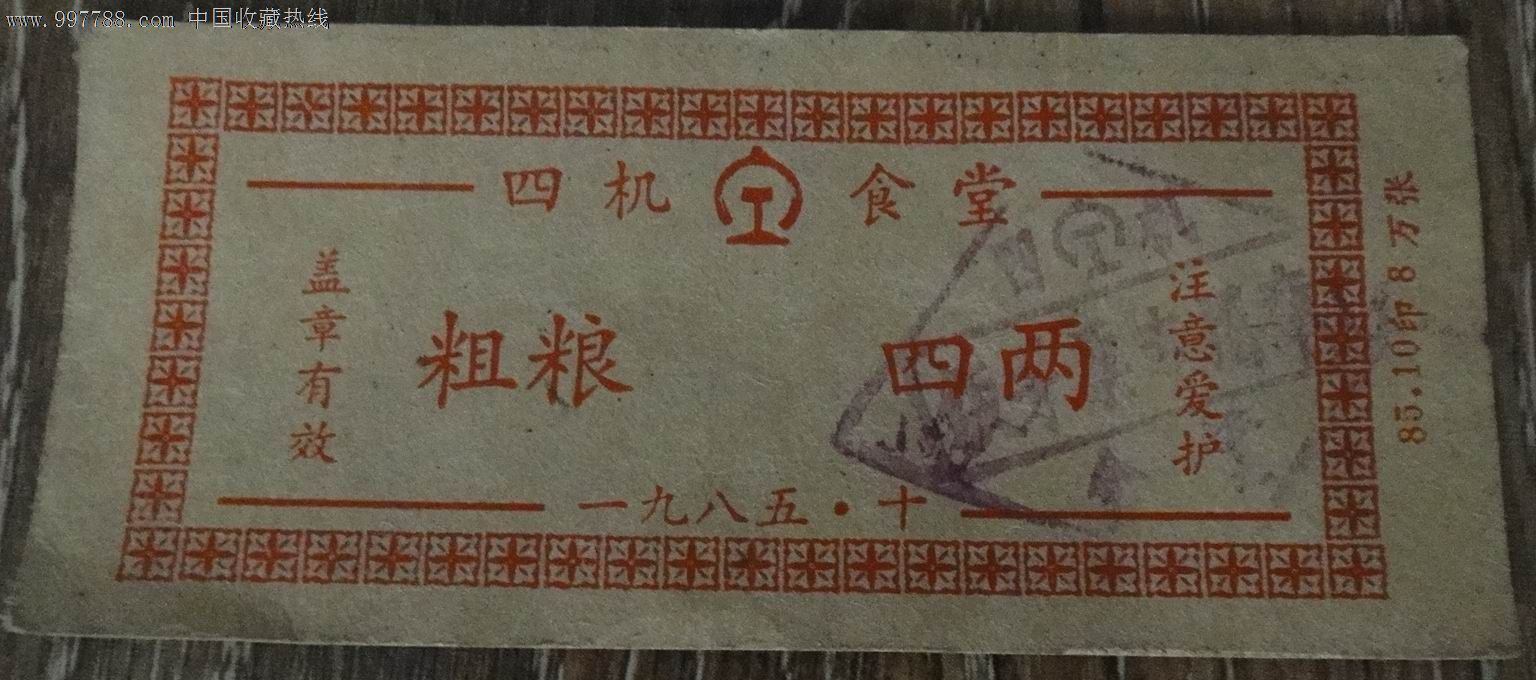 www.997788.com 中国收藏热线
四机 食堂
盖章有效
粗粮 四两
注意爱护
一九八五·十
85.10印8万张